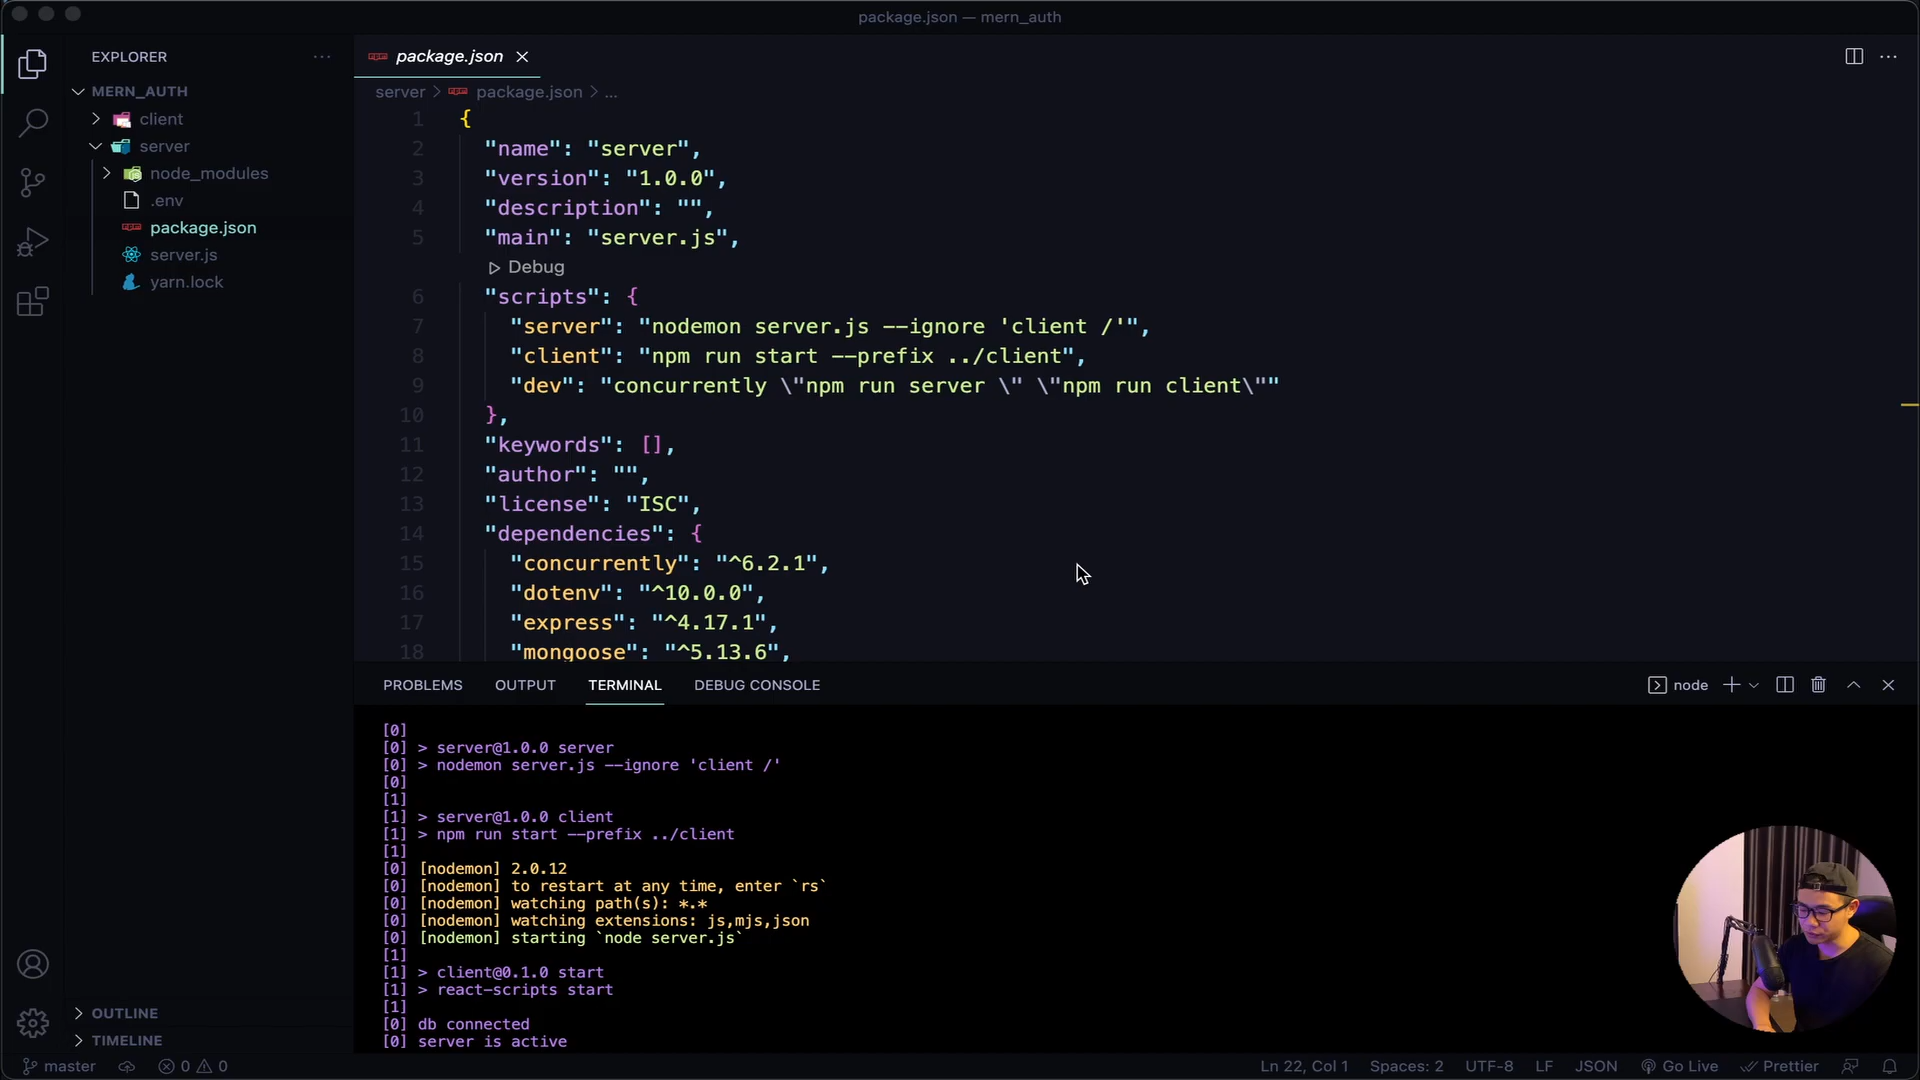 package.json — mern_auth
EXPLORER
MERN_AUTH
client
server
node_modules
.env
package.json
server.js
yarn.lock
OUTLINE
TIMELINE
package.json
server > package.json > ...
1 {
2 "name": "server",
3 "version": "1.0.0",
4 "description": "",
5 "main": "server.js",
Debug
6 "scripts": {
7 "server": "nodemon server.js --ignore 'client /'",
8 "client": "npm run start --prefix ../client",
9 "dev": "concurrently \"npm run server \" \"npm run client\""
10 },
11 "keywords": [],
12 "author": "",
13 "license": "ISC",
14 "dependencies": {
15 "concurrently": "^6.2.1",
16 "dotenv": "^10.0.0",
17 "express": "^4.17.1",
18 "mongoose": "^5.13.6",
PROBLEMS OUTPUT TERMINAL DEBUG CONSOLE node
[0]
[0] > server@1.0.0 server
[0] > nodemon server.js --ignore 'client /'
[0]
[1]
[1] > server@1.0.0 client
[1] > npm run start --prefix ../client
[1]
[0] [nodemon] 2.0.12
[0] [nodemon] to restart at any time, enter `rs`
[0] [nodemon] watching path(s): *.*
[0] [nodemon] watching extensions: js,mjs,json
[0] [nodemon] starting `node server.js`
[1]
[1] > client@0.1.0 start
[1] > react-scripts start
[1]
[0] db connected
[0] server is active
master 0 0 Ln 22, Col 1 Spaces: 2 UTF-8 LF JSON Go Live Prettier